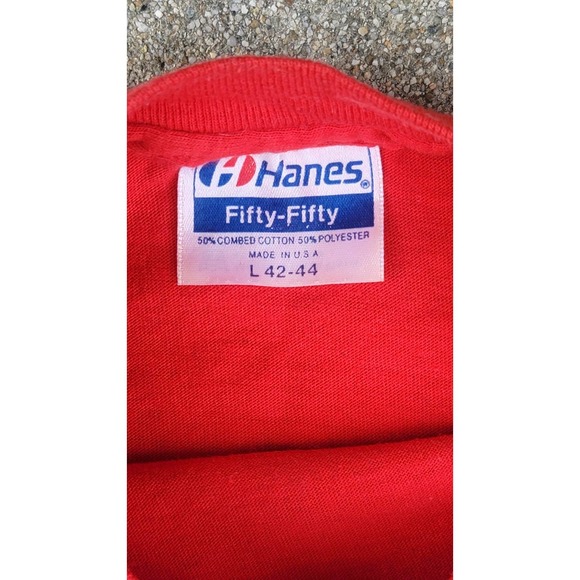 Hanes®
Fifty-Fifty
50% COMBED COTTON 50% POLYESTER
MADE IN U S A
L 42-44